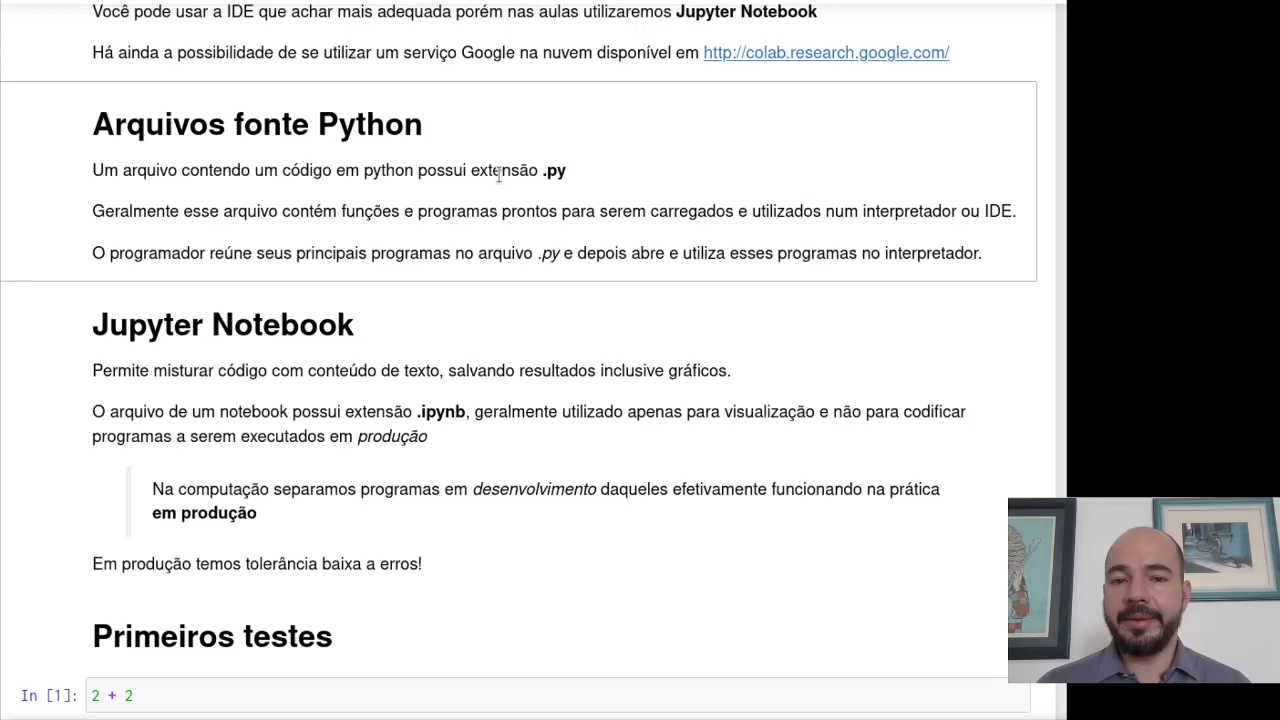 Você pode usar a IDE que achar mais adequada porém nas aulas utilizaremos Jupyter Notebook
Há ainda a possibilidade de se utilizar um serviço Google na nuvem disponível em http://colab.research.google.com/
Arquivos fonte Python
Um arquivo contendo um código em python possui extensão .py
Geralmente esse arquivo contém funções e programas prontos para serem carregados e utilizados num interpretador ou IDE.
O programador reúne seus principais programas no arquivo .py e depois abre e utiliza esses programas no interpretador.
Jupyter Notebook
Permite misturar código com conteúdo de texto, salvando resultados inclusive gráficos.
O arquivo de um notebook possui extensão .ipynb, geralmente utilizado apenas para visualização e não para codificar
programas a serem executados em produção
Na computação separamos programas em desenvolvimento daqueles efetivamente funcionando na prática
em produção
Em produção temos tolerância baixa a erros!
Primeiros testes
In [1]: 2 + 2